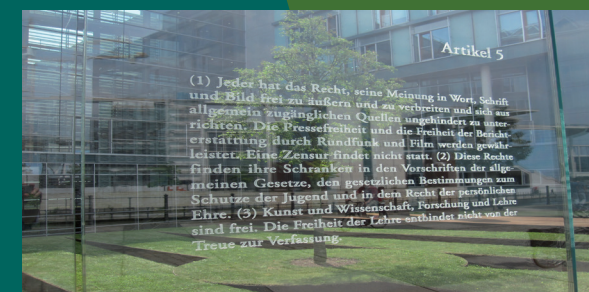 Artikel 5
(1) Jeder hat das Recht, seine Meinung in Wort, Schrift
und Bild frei zu äußern und zu verbreiten und sich aus
allgemein zugänglichen Quellen ungehindert zu unter-
richten. Die Pressefreiheit und die Freiheit der Bericht-
erstattung durch Rundfunk und Film werden gewähr-
leistet. Eine Zensur findet nicht statt. (2) Diese Rechte
finden ihre Schranken in den Vorschriften der allge-
meinen Gesetze, den gesetzlichen Bestimmungen zum
Schutze der Jugend und in dem Recht der persönlichen
Ehre. (3) Kunst und Wissenschaft, Forschung und Lehre
sind frei. Die Freiheit der Lehre entbindet nicht von der
Treue zur Verfassung.